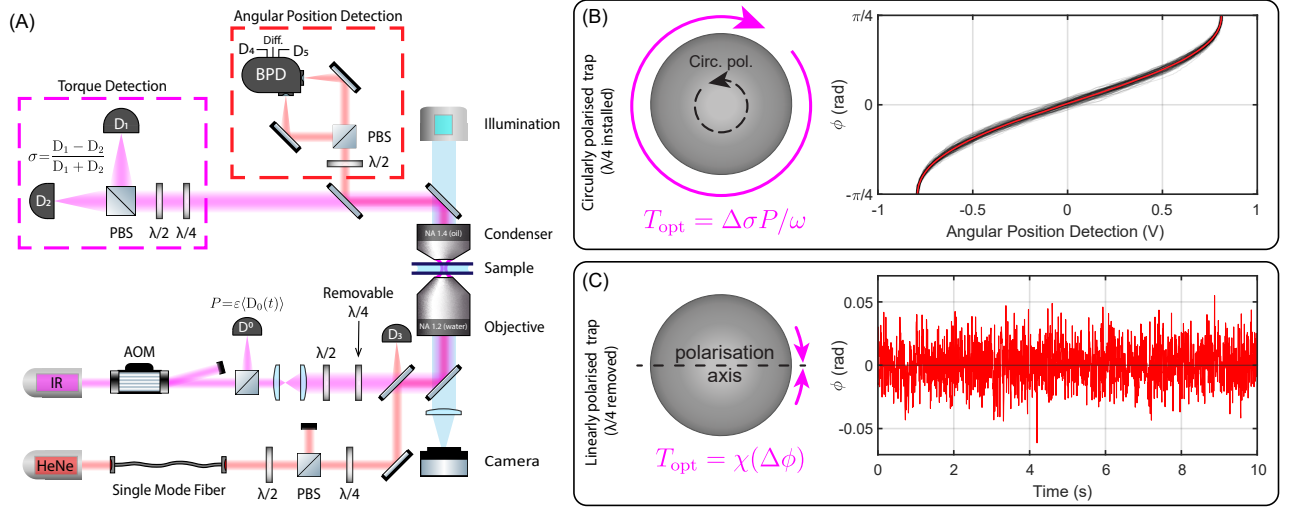 (A)
Angular Position Detection
Diff.
D₄ D₅
BPD
PBS
λ/2
Torque Detection
D₁
σ = (D₁ − D₂)/(D₁ + D₂)
D₂
PBS
λ/2
λ/4
Illumination
NA 1.4 (oil)
Condenser
Sample
Removable
λ/4
P = ε⟨D₀(t)⟩
D⁰
D₃
NA 1.2 (water)
Objective
AOM
λ/2
IR
HeNe
Single Mode Fiber
λ/2
PBS
λ/4
Camera
(B)
Circularly polarised trap
(λ/4 installed)
Circ. pol.
T_opt = ΔσP/ω
π/4
0
-π/4
ϕ (rad)
-1 -0.5 0 0.5 1
Angular Position Detection (V)
(C)
Linearly polarised trap
(λ/4 removed)
polarisation
axis
T_opt = χ(Δϕ)
0.05
0
-0.05
ϕ (rad)
0 2 4 6 8 10
Time (s)